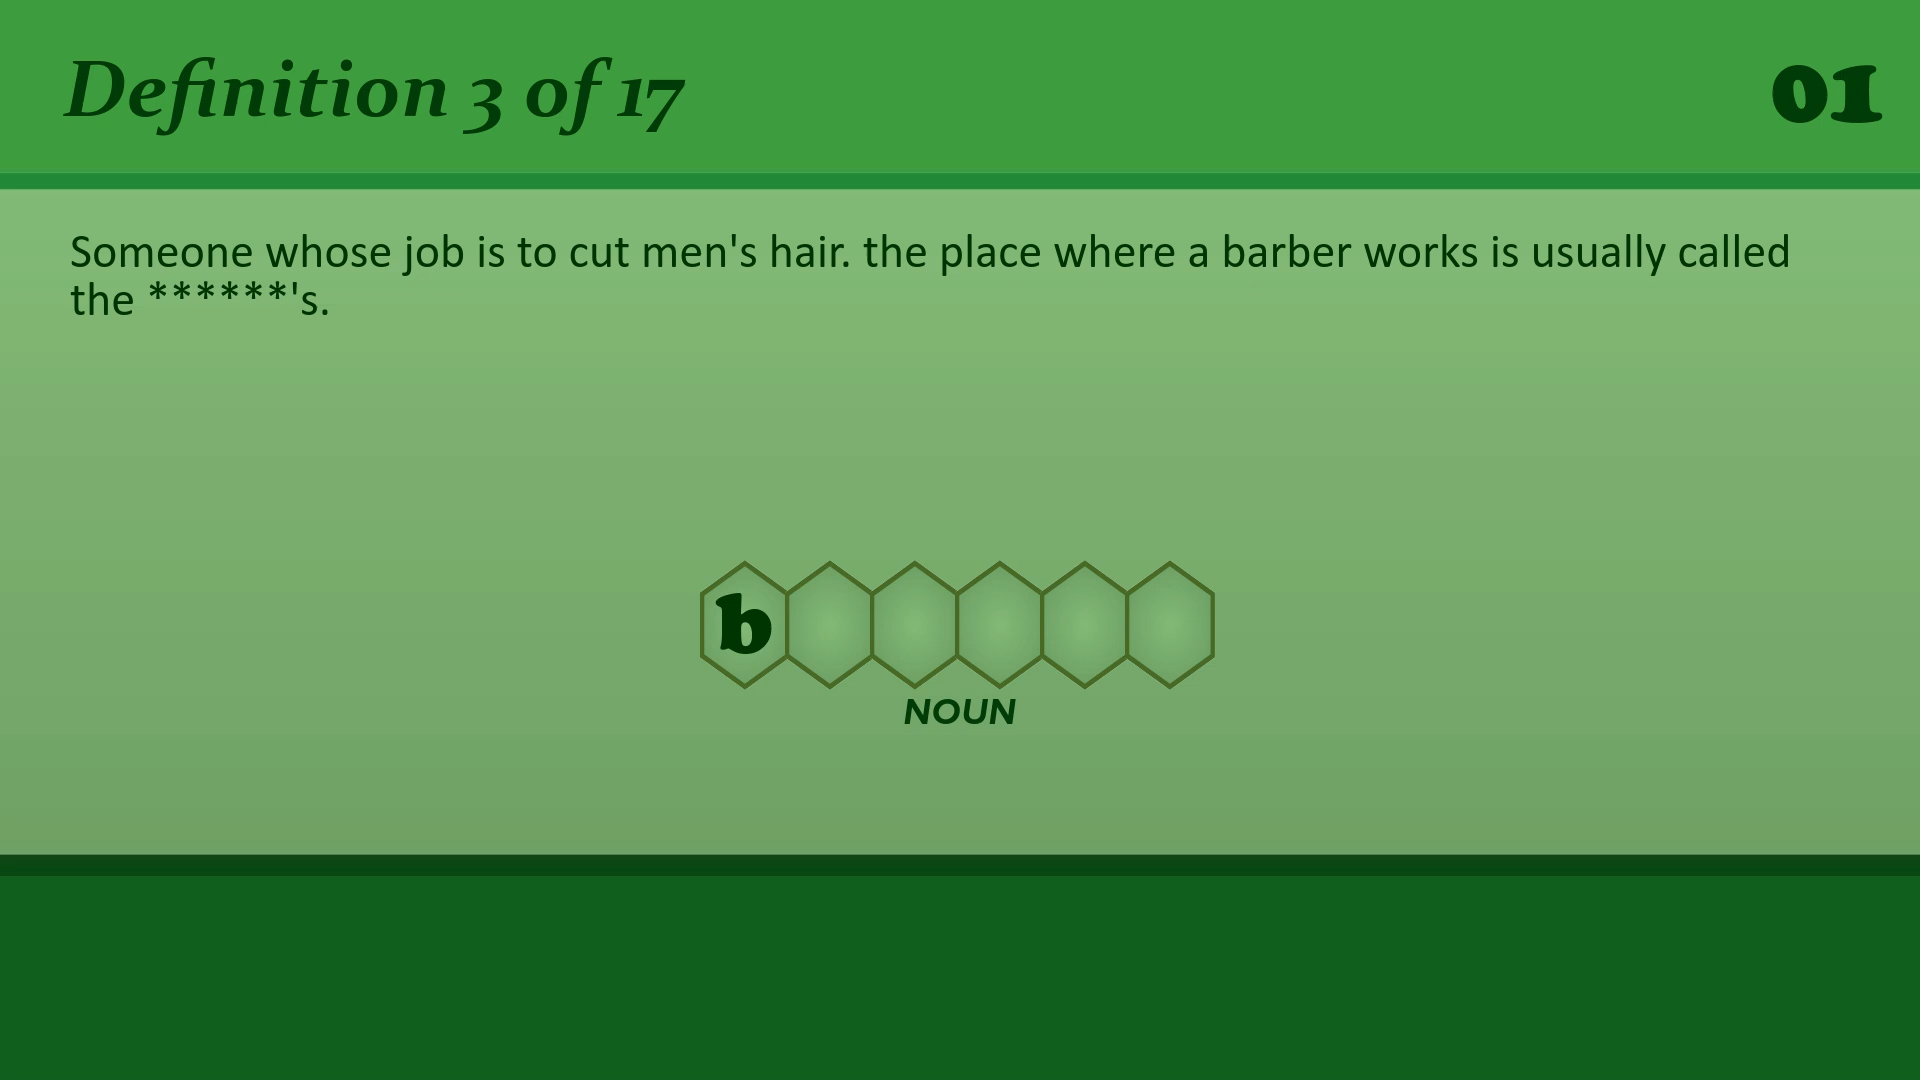 Definition 3 of 17
01
Someone whose job is to cut men's hair. the place where a barber works is usually called
the ******'s.
b
NOUN